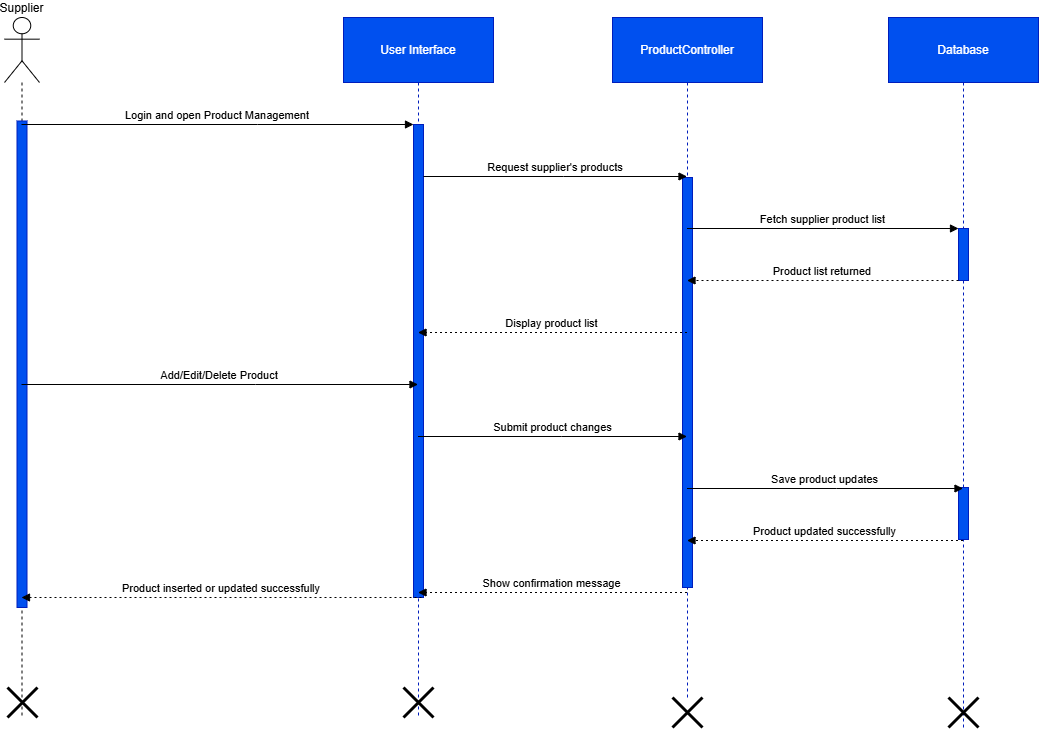 Supplier
User Interface
ProductController
Database
Login and open Product Management
Request supplier's products
Fetch supplier product list
Product list returned
Display product list
Add/Edit/Delete Product
Submit product changes
Save product updates
Product updated successfully
Show confirmation message
Product inserted or updated successfully